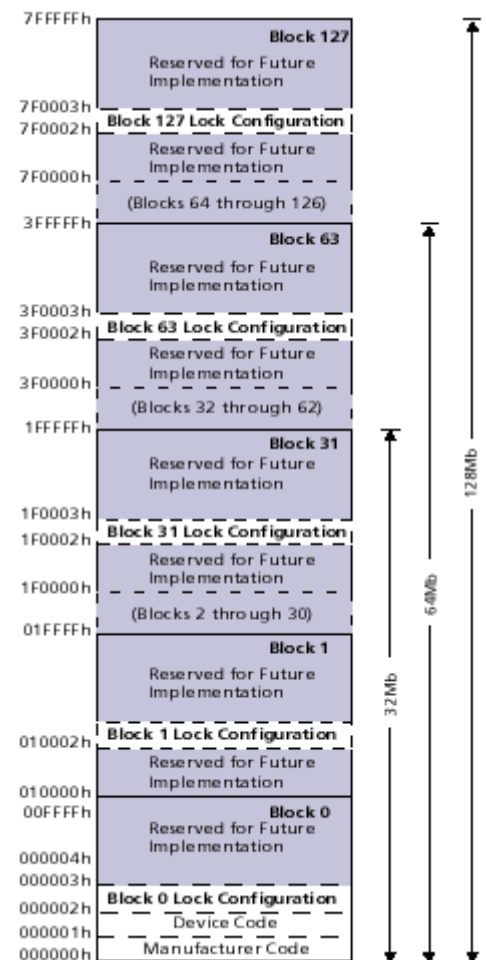 7FFFFFh
Block 127
Reserved for Future
Implementation
7F0003h
Block 127 Lock Configuration
7F0002h
Reserved for Future
Implementation
7F0000h
(Blocks 64 through 126)
3FFFFFh
Block 63
Reserved for Future
Implementation
3F0003h
Block 63 Lock Configuration
3F0002h
Reserved for Future
Implementation
3F0000h
(Blocks 32 through 62)
1FFFFFh
Block 31
Reserved for Future
Implementation
1F0003h
Block 31 Lock Configuration
1F0002h
Reserved for Future
Implementation
1F0000h
(Blocks 2 through 30)
01FFFFh
Block 1
Reserved for Future
Implementation
Block 1 Lock Configuration
010002h
Reserved for Future
Implementation
010000h
00FFFFh
Block 0
Reserved for Future
Implementation
000004h
000003h
Block 0 Lock Configuration
000002h
Device Code
000001h
Manufacturer Code
000000h
32Mb
64Mb
128Mb